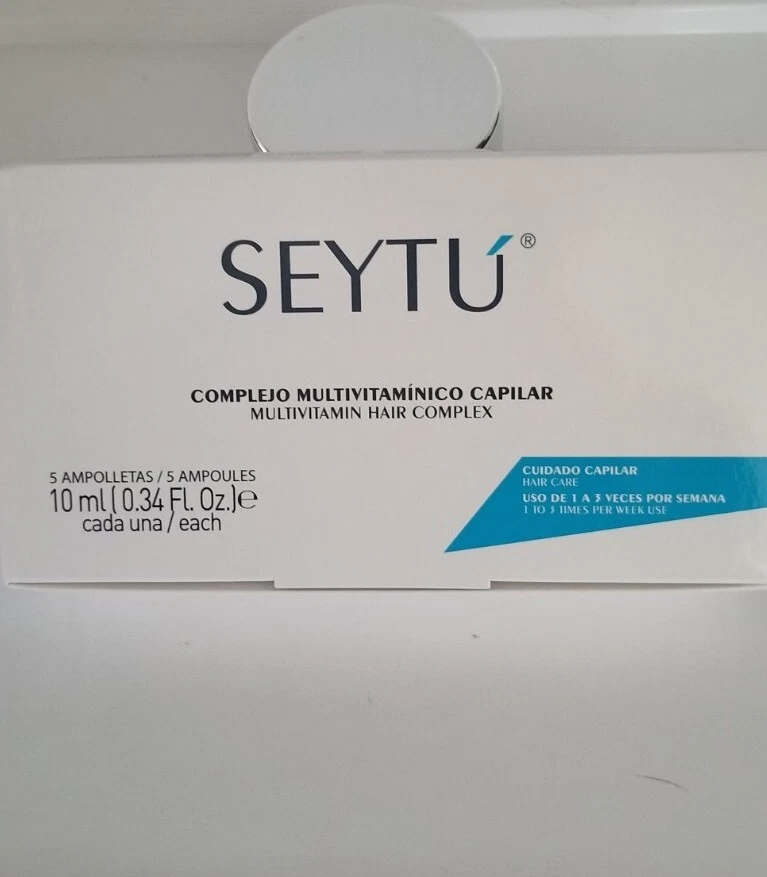 SEYTÚ®
COMPLEJO MULTIVITAMÍNICO CAPILAR
MULTIVITAMIN HAIR COMPLEX
5 AMPOLLETAS / 5 AMPOULES
10 ml ( 0.34 Fl. Oz.)℮
cada una / each
CUIDADO CAPILAR
HAIR CARE
USO DE 1 A 3 VECES POR SEMANA
1 TO 3 TIMES PER WEEK USE